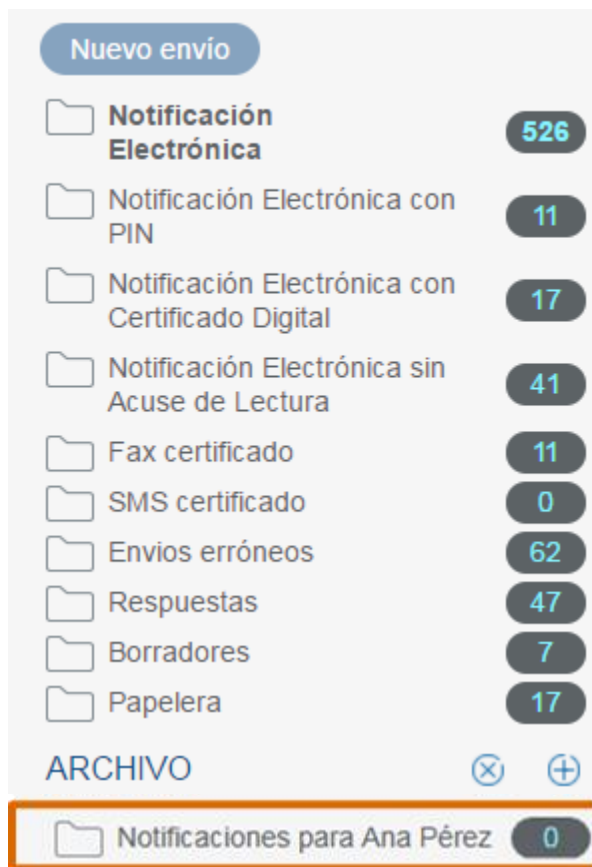 Nuevo envío
Notificación
Electrónica
526
Notificación Electrónica con
PIN
11
Notificación Electrónica con
Certificado Digital
17
Notificación Electrónica sin
Acuse de Lectura
41
Fax certificado 11
SMS certificado 0
Envios erróneos 62
Respuestas 47
Borradores 7
Papelera 17
ARCHIVO
Notificaciones para Ana Pérez 0